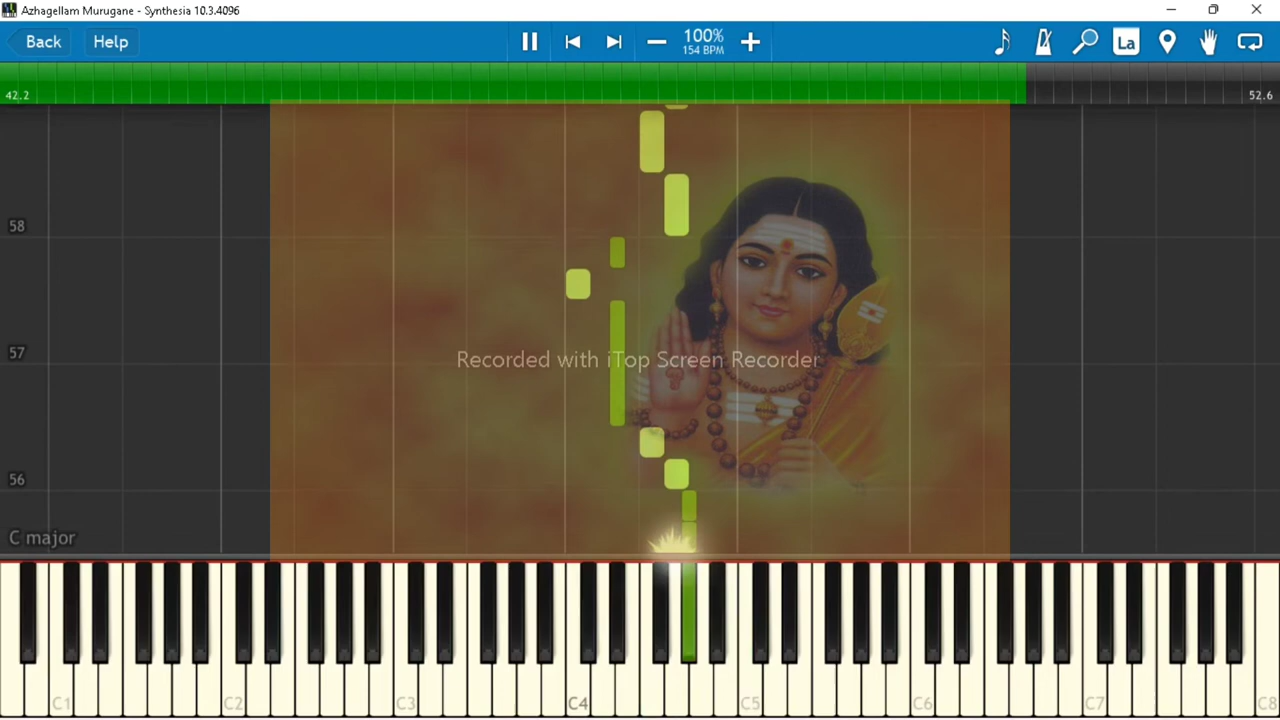 Azhagellam Murugane - Synthesia 10.3.4096
Back Help 100% La
154 BPM
42.2 52.6
58
57
Recorded with iTop Screen Recorder
56
C major
C1 C2 C3 C4 C5 C6 C7 C8